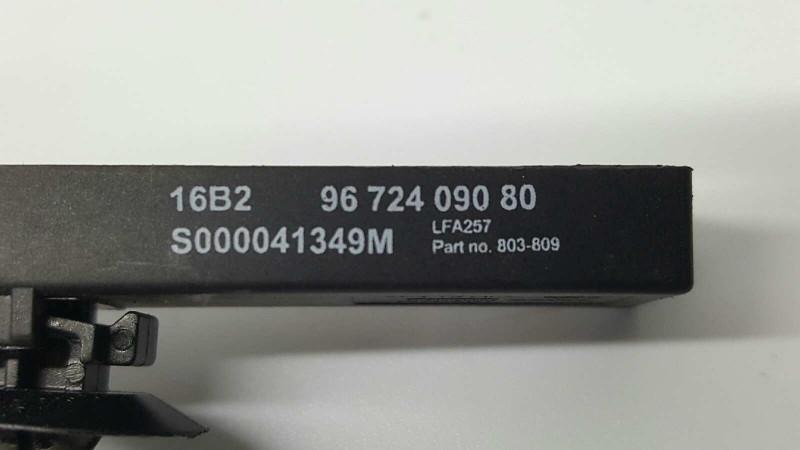 16B2 96 724 090 80
S000041349M LFA257
Part no. 803-809